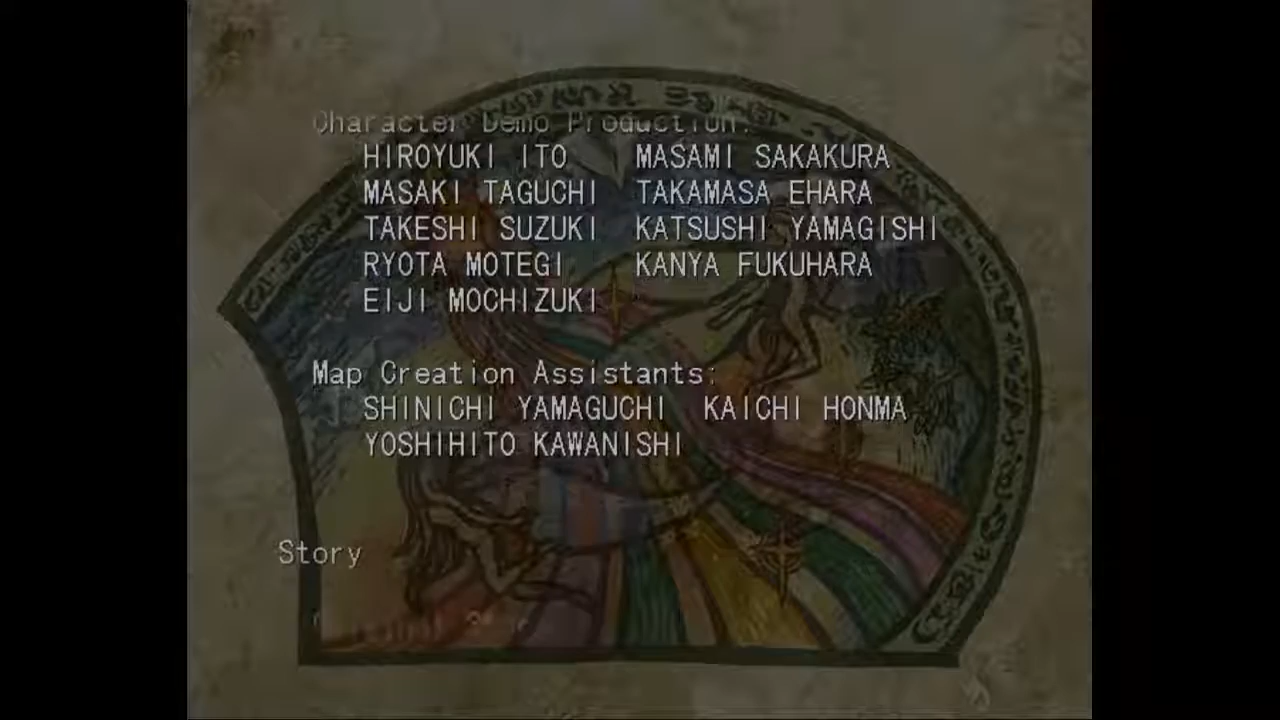 Character Demo Production:
HIROYUKI ITO MASAMI SAKAKURA
MASAKI TAGUCHI TAKAMASA EHARA
TAKESHI SUZUKI KATSUSHI YAMAGISHI
RYOTA MOTEGI KANYA FUKUHARA
EIJI MOCHIZUKI
Map Creation Assistants:
SHINICHI YAMAGUCHI KAICHI HONMA
YOSHIHITO KAWANISHI
Story